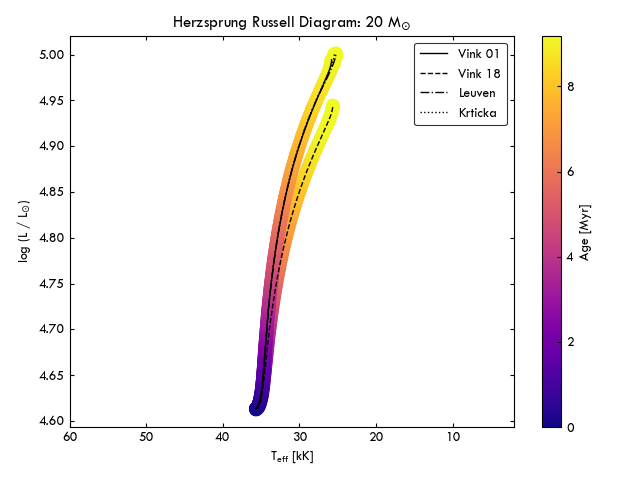 Herzsprung Russell Diagram: 20 M☉
5.00
4.95
4.90
4.85
4.80
4.75
4.70
4.65
4.60
log (L / L☉)
60 50 40 30 20 10
Teff [kK]
Vink 01
Vink 18
Leuven
Krticka
8
6
4
2
0
Age [Myr]